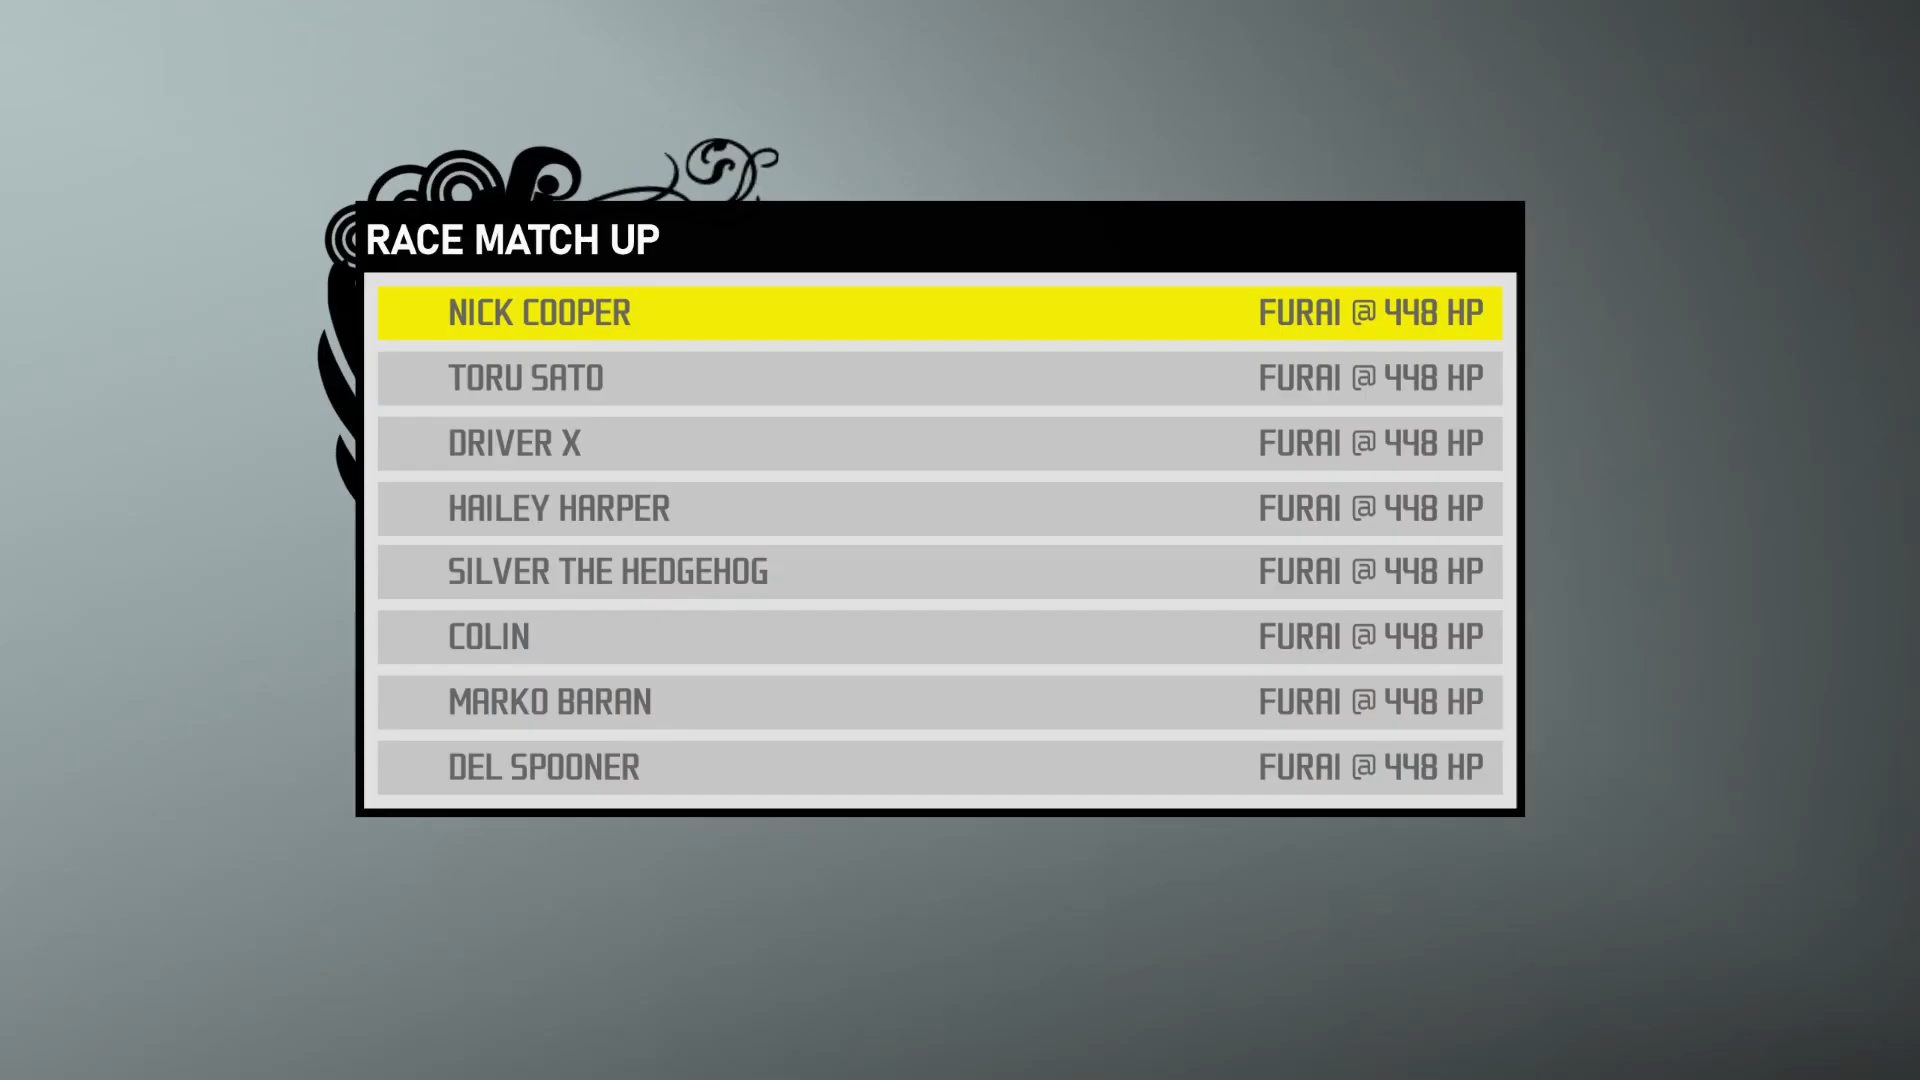 RACE MATCH UP
NICK COOPER FURAI @ 448 HP
TORU SATO FURAI @ 448 HP
DRIVER X FURAI @ 448 HP
HAILEY HARPER FURAI @ 448 HP
SILVER THE HEDGEHOG FURAI @ 448 HP
COLIN FURAI @ 448 HP
MARKO BARAN FURAI @ 448 HP
DEL SPOONER FURAI @ 448 HP